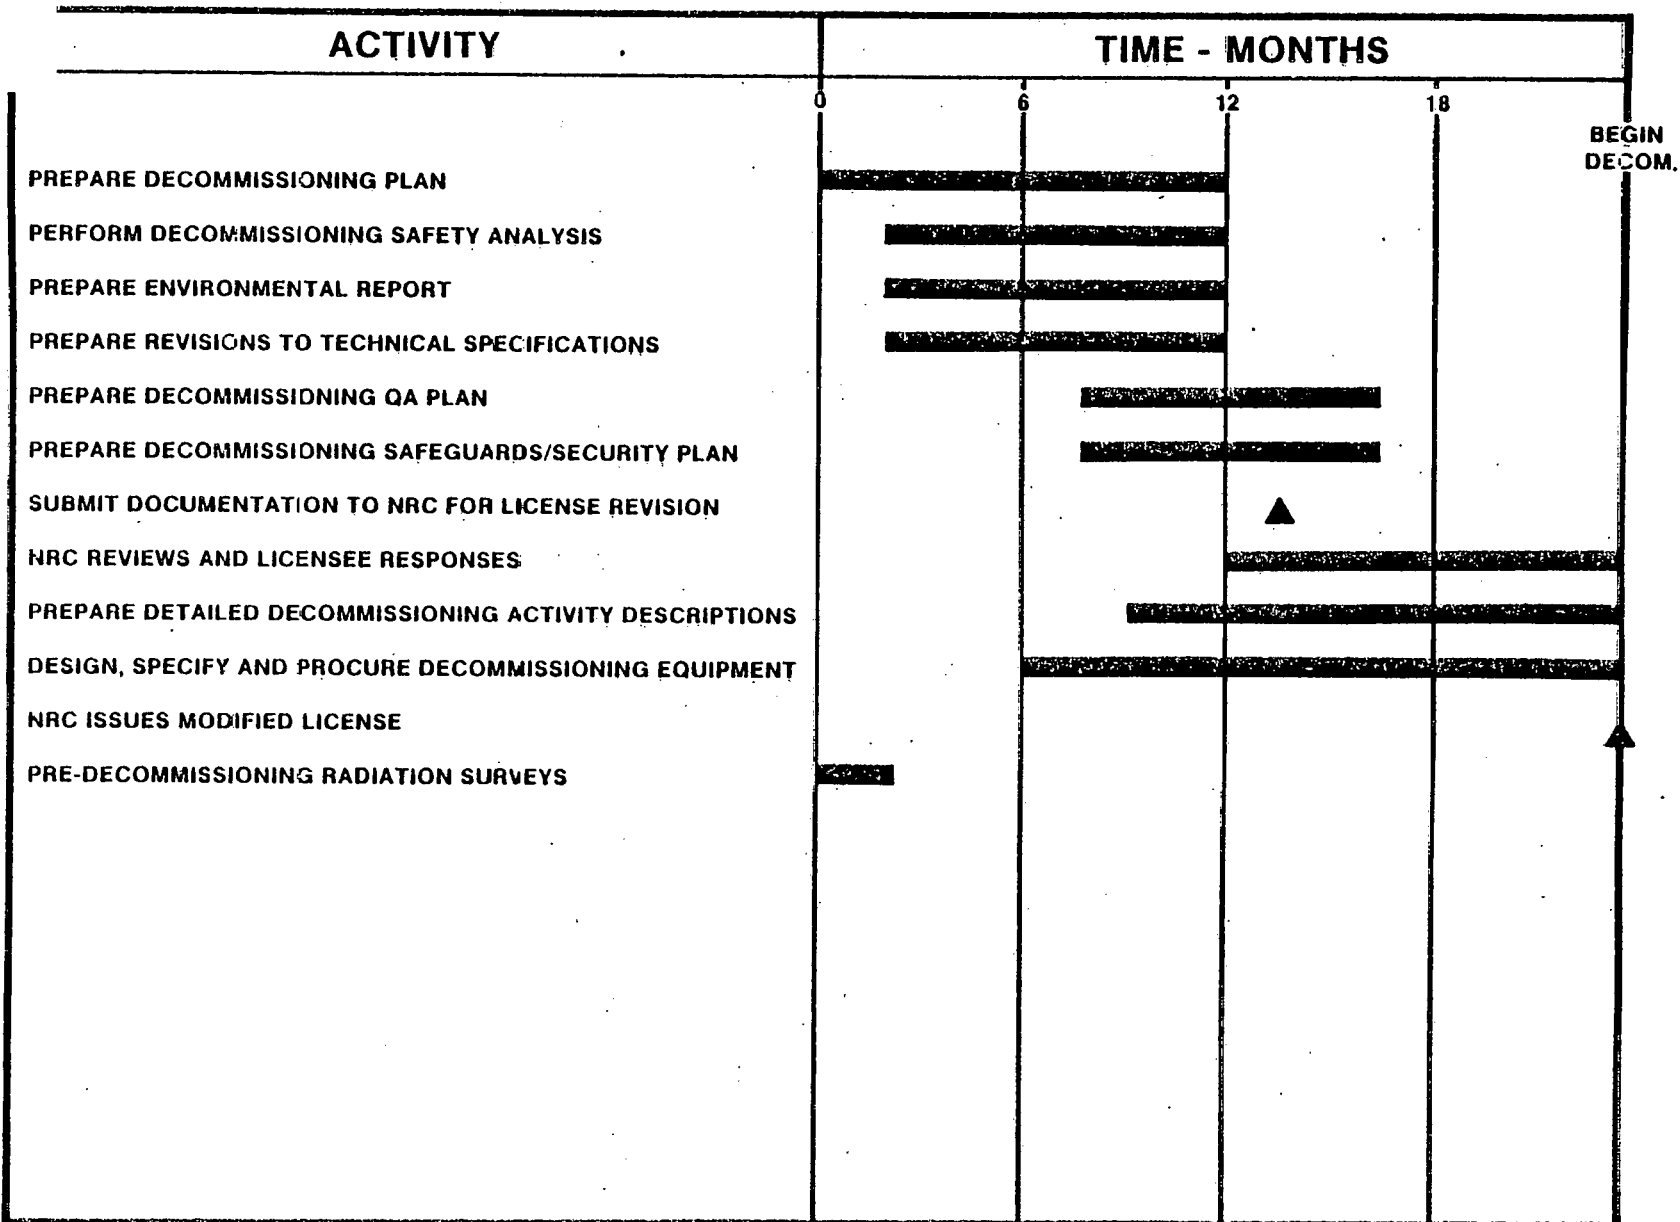 ACTIVITY
TIME - MONTHS
0 6 12 18
BEGIN
DECOM.
PREPARE DECOMMISSIONING PLAN
PERFORM DECOMMISSIONING SAFETY ANALYSIS
PREPARE ENVIRONMENTAL REPORT
PREPARE REVISIONS TO TECHNICAL SPECIFICATIONS
PREPARE DECOMMISSIONING QA PLAN
PREPARE DECOMMISSIONING SAFEGUARDS/SECURITY PLAN
SUBMIT DOCUMENTATION TO NRC FOR LICENSE REVISION
NRC REVIEWS AND LICENSEE RESPONSES
PREPARE DETAILED DECOMMISSIONING ACTIVITY DESCRIPTIONS
DESIGN, SPECIFY AND PROCURE DECOMMISSIONING EQUIPMENT
NRC ISSUES MODIFIED LICENSE
PRE-DECOMMISSIONING RADIATION SURVEYS